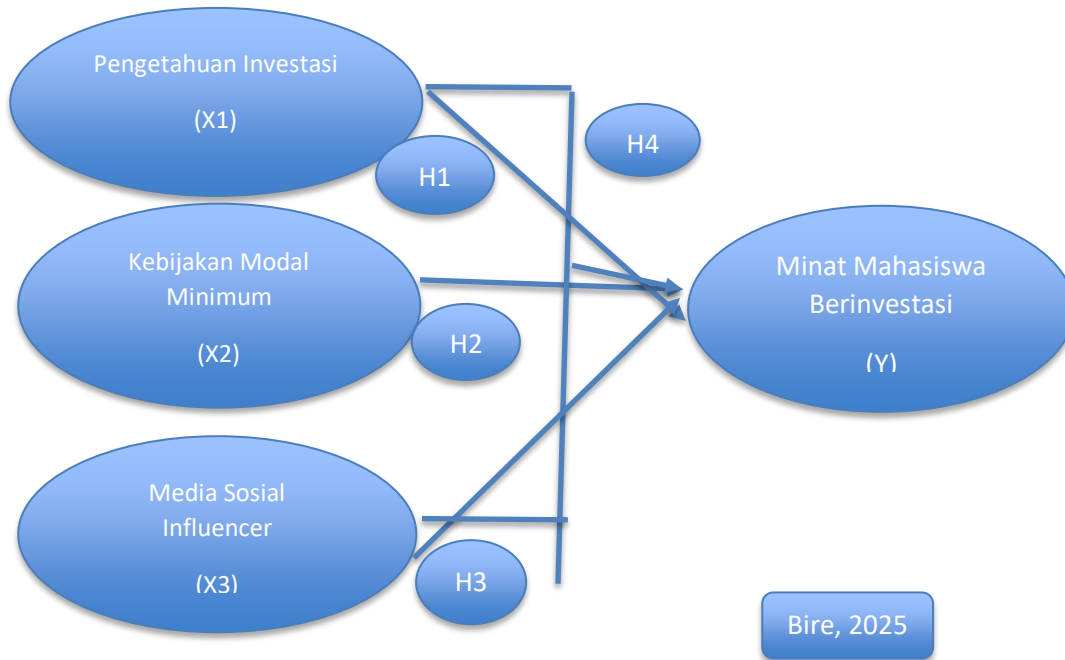 Pengetahuan Investasi
(X1)
H1
H4
Kebijakan Modal
Minimum
(X2)
H2
Minat Mahasiswa
Berinvestasi
(Y)
Media Sosial
Influencer
(X3)
H3
Bire, 2025